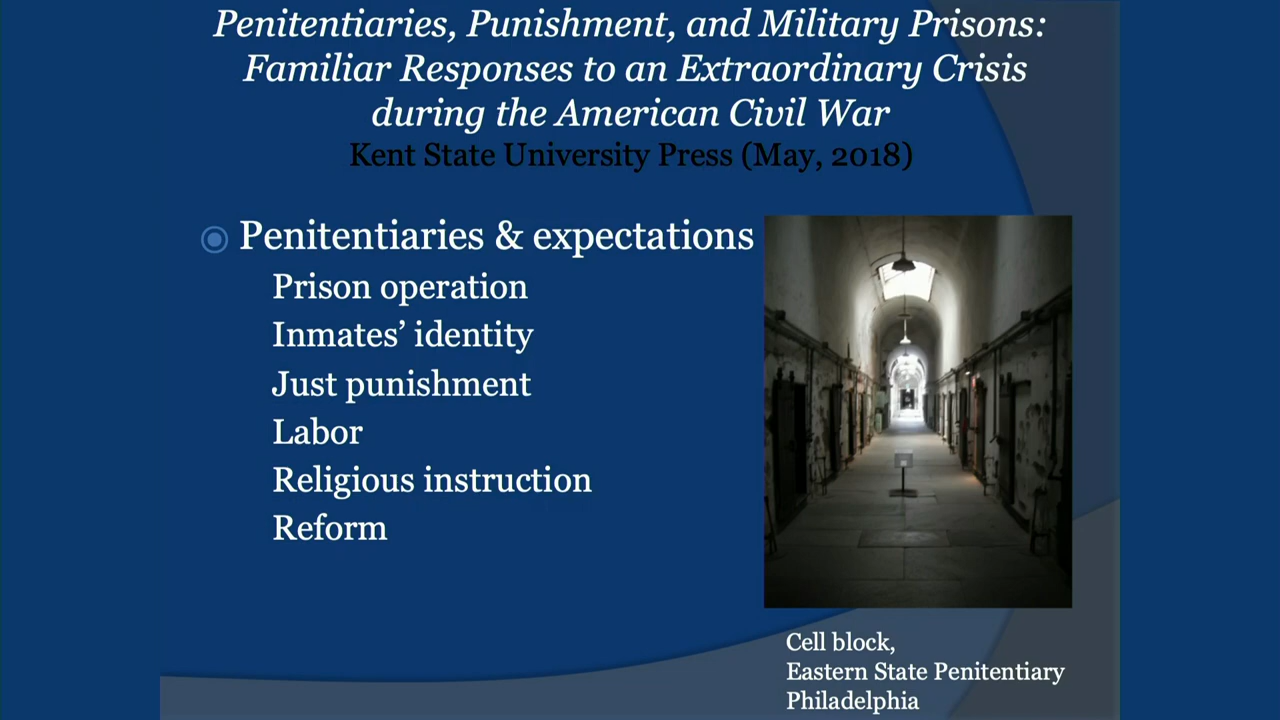 Penitentiaries, Punishment, and Military Prisons:
Familiar Responses to an Extraordinary Crisis
during the American Civil War
Kent State University Press (May, 2018)
Penitentiaries & expectations
Prison operation
Inmates’ identity
Just punishment
Labor
Religious instruction
Reform
Cell block,
Eastern State Penitentiary
Philadelphia